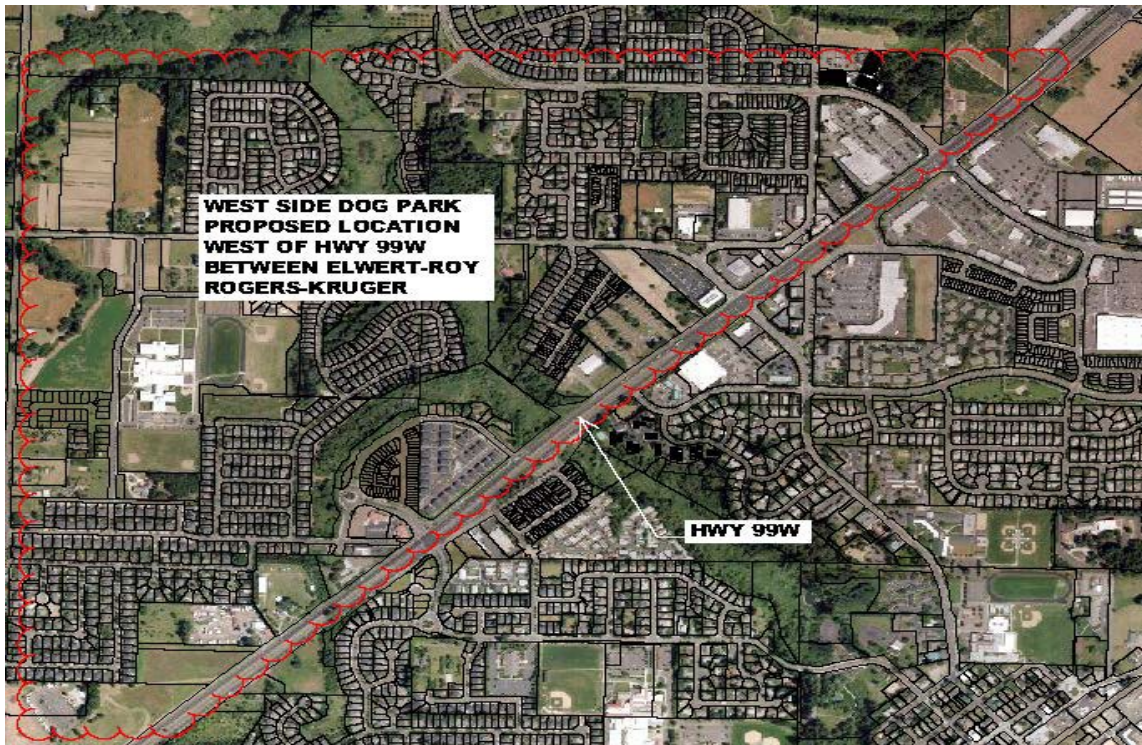 WEST SIDE DOG PARK
PROPOSED LOCATION
WEST OF HWY 99W
BETWEEN ELWERT-ROY
ROGERS-KRUGER
HWY 99W